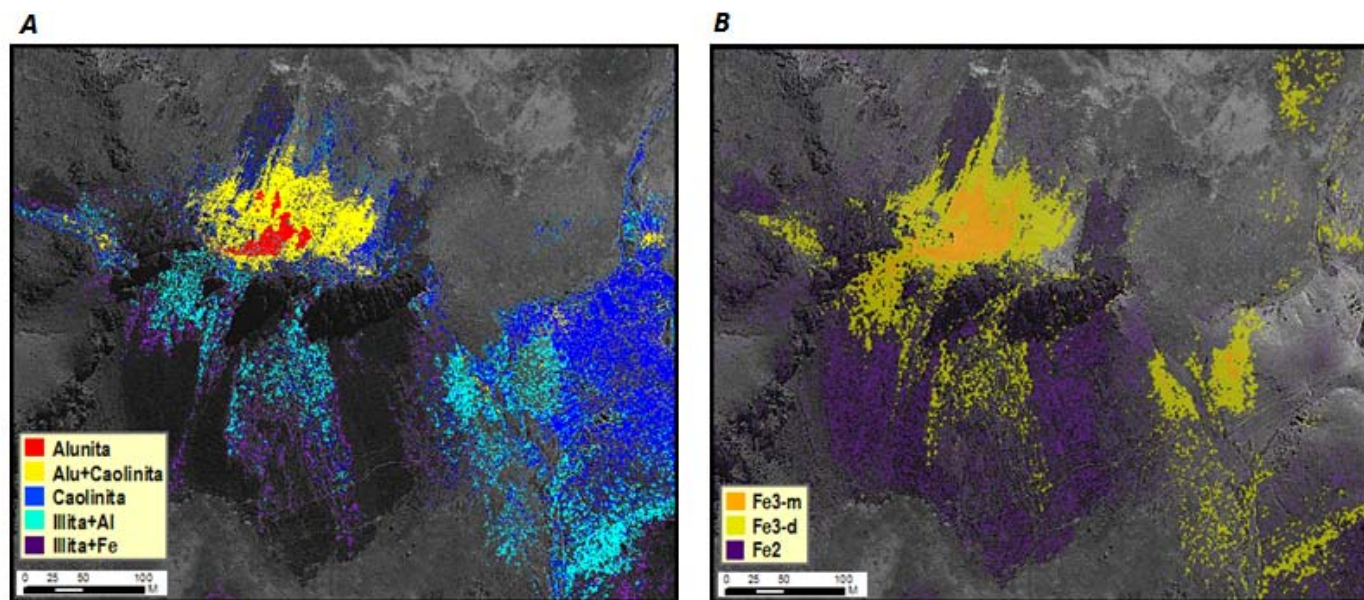 A
B
Alunita
Alu+Caolinita
Caolinita
Illita+Al
Illita+Fe
0 25 50 100
M
Fe3-m
Fe3-d
Fe2
0 25 50 100
M